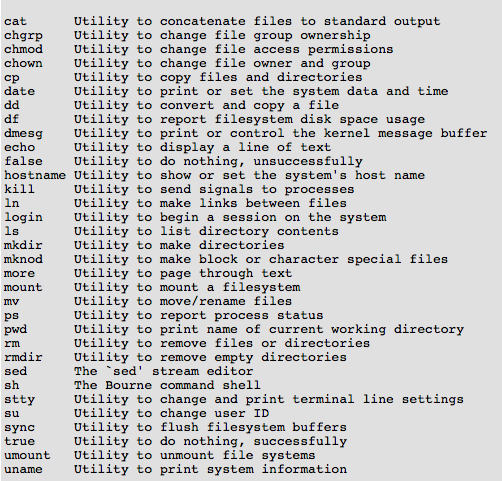 cat Utility to concatenate files to standard output
chgrp Utility to change file group ownership
chmod Utility to change file access permissions
chown Utility to change file owner and group
cp Utility to copy files and directories
date Utility to print or set the system data and time
dd Utility to convert and copy a file
df Utility to report filesystem disk space usage
dmesg Utility to print or control the kernel message buffer
echo Utility to display a line of text
false Utility to do nothing, unsuccessfully
hostname Utility to show or set the system's host name
kill Utility to send signals to processes
ln Utility to make links between files
login Utility to begin a session on the system
ls Utility to list directory contents
mkdir Utility to make directories
mknod Utility to make block or character special files
more Utility to page through text
mount Utility to mount a filesystem
mv Utility to move/rename files
ps Utility to report process status
pwd Utility to print name of current working directory
rm Utility to remove files or directories
rmdir Utility to remove empty directories
sed The `sed' stream editor
sh The Bourne command shell
stty Utility to change and print terminal line settings
su Utility to change user ID
sync Utility to flush filesystem buffers
true Utility to do nothing, successfully
umount Utility to unmount file systems
uname Utility to print system information